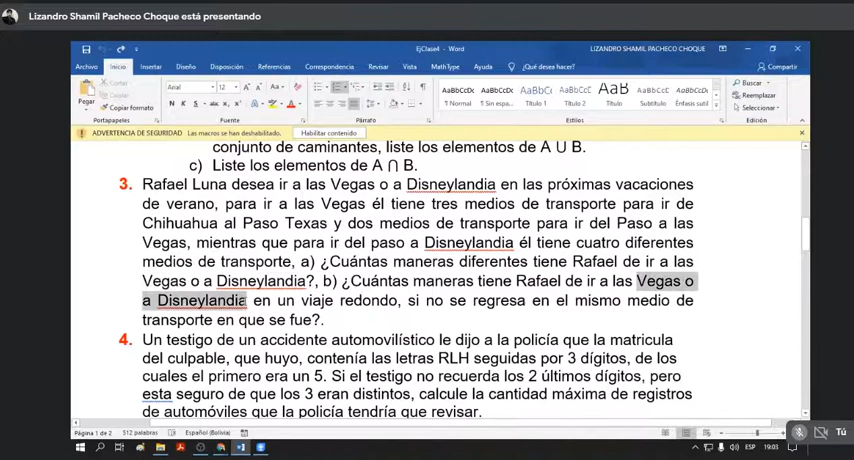 Lizandro Shamil Pacheco Choque está presentando
EjClase4 - Word
LIZANDRO SHAMIL PACHECO CHOQUE
Archivo Inicio Insertar Diseño Disposición Referencias Correspondencia Revisar Vista MathType Ayuda ¿Qué desea hacer? Compartir
Cortar
Copiar
Pegar
Copiar formato
Arial 12
N K S
AaBbCcDc AaBbCcDc AaBbCcD AaBbCcDc AaB AaBbCcD AaBbCcDt
1 Normal 1 Sin espa... Título 1 Título 2 Título Subtítulo Énfasis sutil
Buscar
Reemplazar
Seleccionar
Portapapeles Fuente Párrafo Estilos Edición
ADVERTENCIA DE SEGURIDAD Las macros se han deshabilitado. Habilitar contenido
conjunto de caminantes, liste los elementos de A U B.
c) Liste los elementos de A ∩ B.
3. Rafael Luna desea ir a las Vegas o a Disneylandia en las próximas vacaciones
de verano, para ir a las Vegas él tiene tres medios de transporte para ir de
Chihuahua al Paso Texas y dos medios de transporte para ir del Paso a las
Vegas, mientras que para ir del paso a Disneylandia él tiene cuatro diferentes
medios de transporte, a) ¿Cuántas maneras diferentes tiene Rafael de ir a las
Vegas o a Disneylandia?, b) ¿Cuántas maneras tiene Rafael de ir a las Vegas o
a Disneylandia en un viaje redondo, si no se regresa en el mismo medio de
transporte en que se fue?.
4. Un testigo de un accidente automovilístico le dijo a la policía que la matricula
del culpable, que huyo, contenía las letras RLH seguidas por 3 dígitos, de los
cuales el primero era un 5. Si el testigo no recuerda los 2 últimos dígitos, pero
esta seguro de que los 3 eran distintos, calcule la cantidad máxima de registros
de automóviles que la policía tendría que revisar.
Página 1 de 2 512 palabras Español (Bolivia)
ESP 19:03
Tú